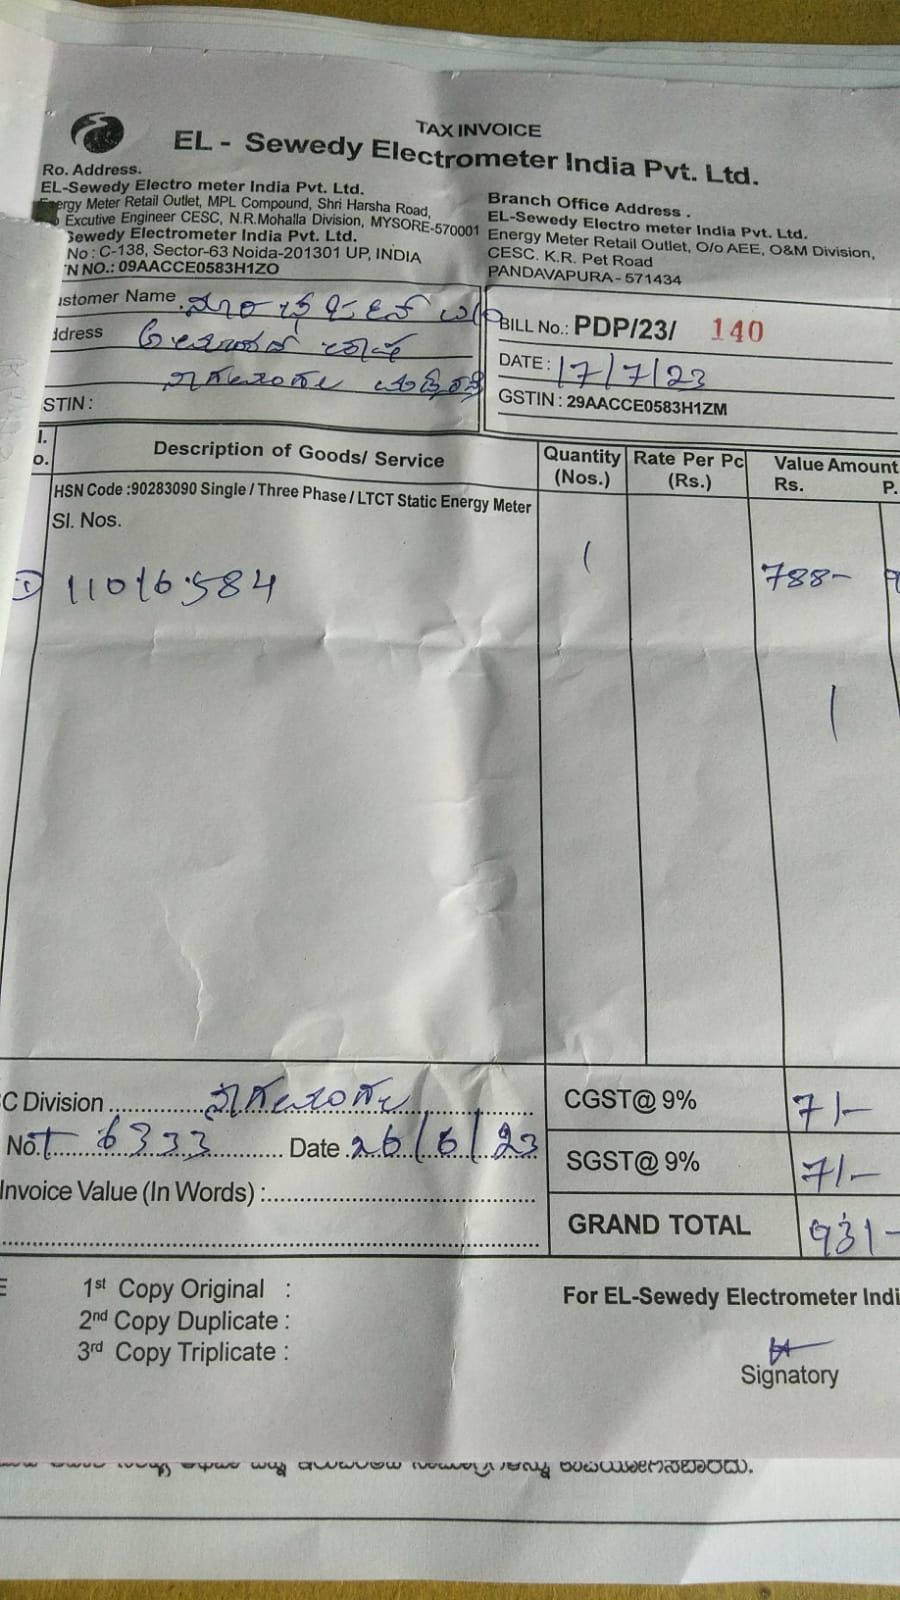 TAX INVOICE
EL - Sewedy Electrometer India Pvt. Ltd.
Ro. Address.
EL-Sewedy Electro meter India Pvt. Ltd.
Energy Meter Retail Outlet, MPL Compound, Shri Harsha Road,
Excutive Engineer CESC, N.R.Mohalla Division, MYSORE-570001
Sewedy Electrometer India Pvt. Ltd.
No : C-138, Sector-63 Noida-201301 UP, INDIA
N NO.: 09AACCE0583H1ZO
Branch Office Address .
EL-Sewedy Electro meter India Pvt. Ltd.
Energy Meter Retail Outlet, O/o AEE, O&M Division,
CESC. K.R. Pet Road
PANDAVAPURA - 571434
ustomer Name
ddress
STIN :
BILL No.: PDP/23/ 140
DATE : 17/7/23
GSTIN : 29AACCE0583H1ZM
l. o. Description of Goods/ Service Quantity (Nos.) Rate Per Pc (Rs.) Value Amount Rs. P.
HSN Code :90283090 Single / Three Phase / LTCT Static Energy Meter
Sl. Nos.
① 11016584 1 788-
C Division
No. T 6333 Date 26/6/23
Invoice Value (In Words) :
CGST@ 9% 71-
SGST@ 9% 71-
GRAND TOTAL 931-
E 1st Copy Original :
2nd Copy Duplicate :
3rd Copy Triplicate :
For EL-Sewedy Electrometer Indi
Signatory